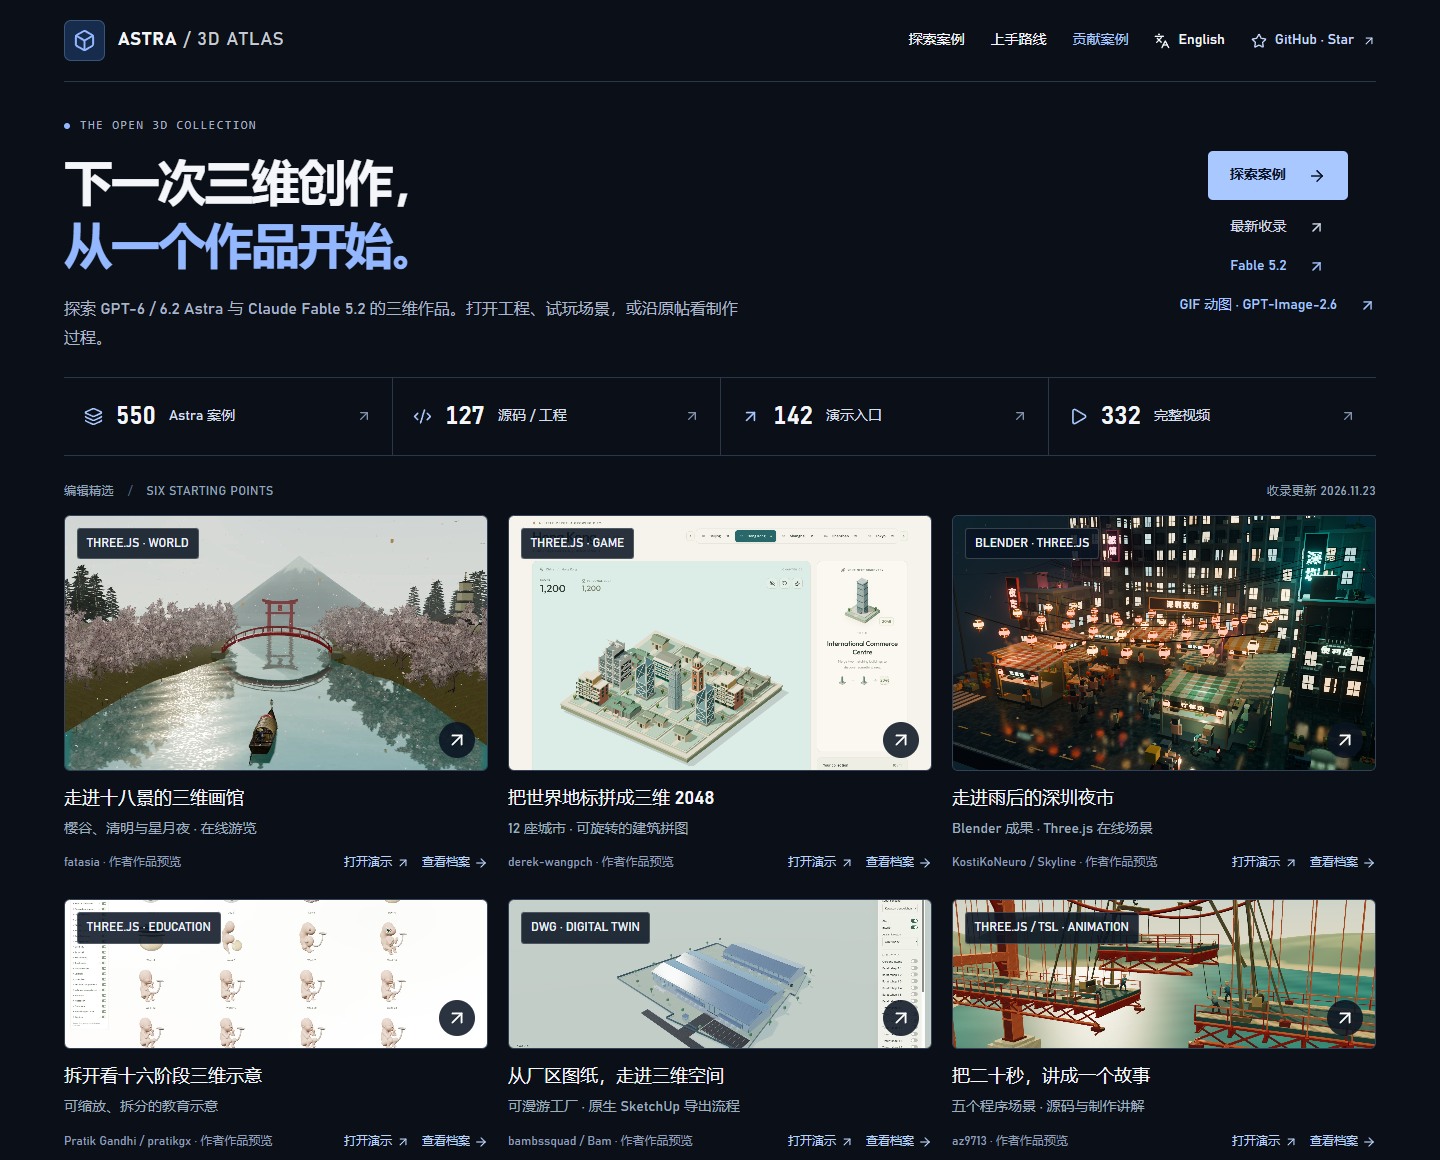 ASTRA / 3D ATLAS
探索案例
上手路线
贡献案例
English
GitHub · Star
THE OPEN 3D COLLECTION
下一次三维创作，
从一个作品开始。
探索 GPT-6 / 6.2 Astra 与 Claude Fable 5.2 的三维作品。打开工程、试玩场景，或沿原帖看制作
过程。
探索案例
最新收录
Fable 5.2
GIF 动图 · GPT-Image-2.6
550 Astra 案例
127 源码 / 工程
142 演示入口
332 完整视频
编辑精选 / SIX STARTING POINTS
收录更新 2026.11.23
THREE.JS · WORLD
走进十八景的三维画馆
樱谷、清明与星月夜 · 在线游览
fatasia · 作者作品预览
打开演示
查看档案
THREE.JS · GAME
1,200
1,200
International Commerce
Centre
2048
Your collection
把世界地标拼成三维 2048
12 座城市 · 可旋转的建筑拼图
derek-wangpch · 作者作品预览
打开演示
查看档案
BLENDER · THREE.JS
深圳夜市
走进雨后的深圳夜市
Blender 成果 · Three.js 在线场景
KostiKoNeuro / Skyline · 作者作品预览
打开演示
查看档案
THREE.JS · EDUCATION
拆开看十六阶段三维示意
可缩放、拆分的教育示意
Pratik Gandhi / pratikgx · 作者作品预览
打开演示
查看档案
DWG · DIGITAL TWIN
从厂区图纸，走进三维空间
可漫游工厂 · 原生 SketchUp 导出流程
bambssquad / Bam · 作者作品预览
打开演示
查看档案
THREE.JS / TSL · ANIMATION
把二十秒，讲成一个故事
五个程序场景 · 源码与制作讲解
az9713 · 作者作品预览
打开演示
查看档案